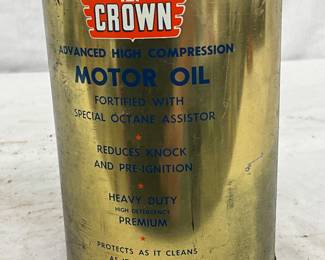 CROWN
ADVANCED HIGH COMPRESSION
MOTOR OIL
FORTIFIED WITH
SPECIAL OCTANE ASSISTOR
REDUCES KNOCK
AND PRE-IGNITION
HEAVY DUTY
HIGH DETERGENCY
PREMIUM
PROTECTS AS IT CLEANS